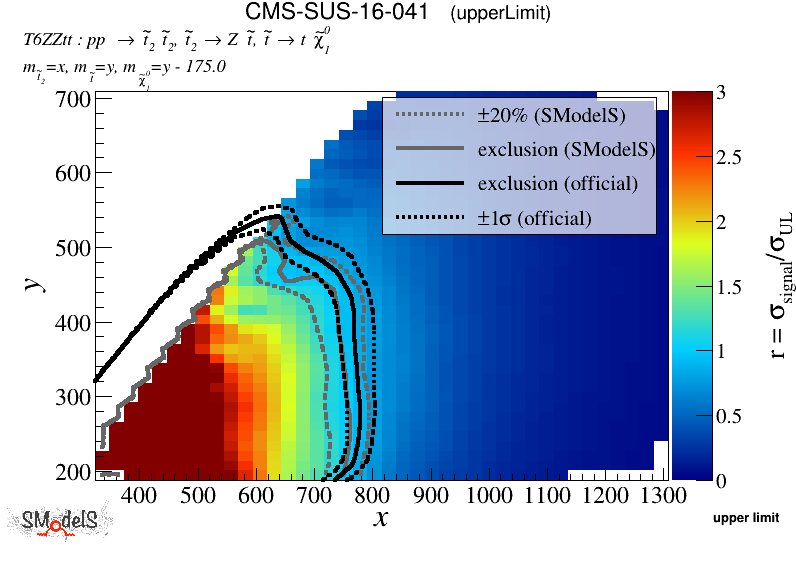 CMS-SUS-16-041 (upperLimit)
T6ZZtt : pp → t̃₂ t̃₂, t̃₂ → Z t̃, t̃ → t χ̃₁⁰
m_t̃₂=x, m_t̃=y, m_χ̃₁⁰=y - 175.0
±20% (SModelS)
exclusion (SModelS)
exclusion (official)
±1σ (official)
700
600
500
400
300
200
y
400 500 600 700 800 900 1000 1100 1200 1300
x
3
2.5
2
1.5
1
0.5
0
r = σ_signal/σ_UL
SModelS
upper limit